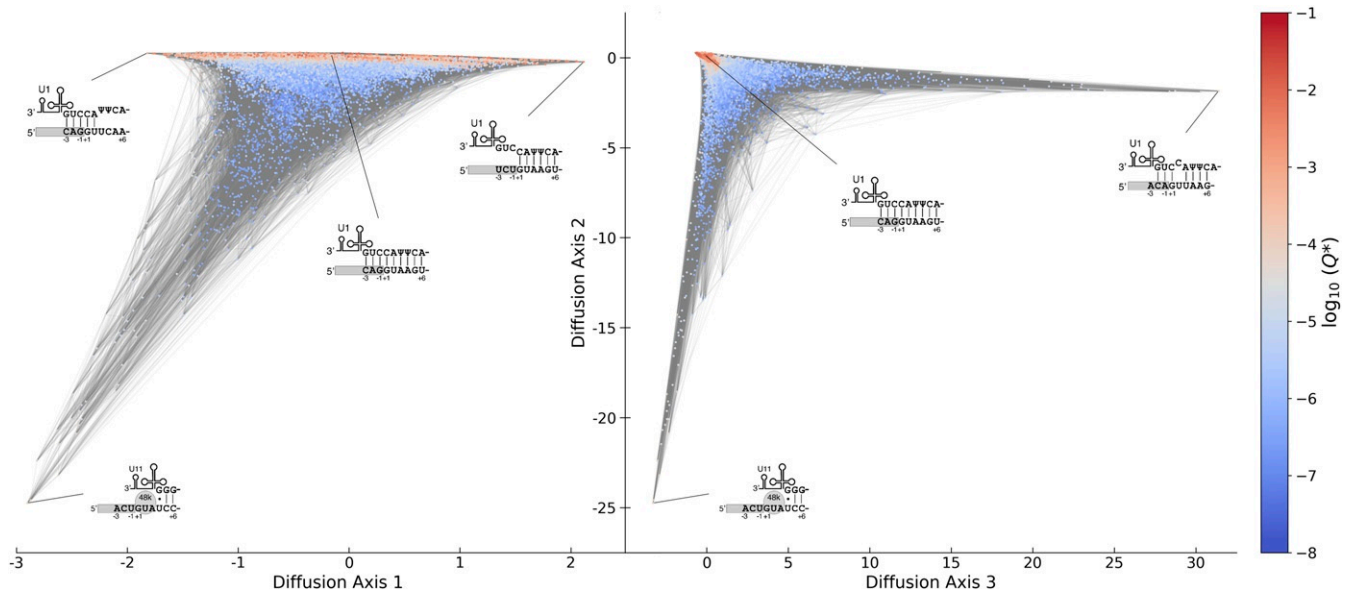 U1
3' GUCCAΨΨCA-
5' CAGGUUCAA-
-3 -1+1 +6
U1
3' GUC CAΨΨCA-
5' UCUGUAAGU-
-3 -1+1 +6
U1
3' GUCCAΨΨCA-
5' CAGGUAAGU-
-3 -1+1 +6
U11
3' GGG-
48k
5' ACUGUAUCC-
-3 -1+1 +6
-3 -2 -1 0 1 2
Diffusion Axis 1
Diffusion Axis 2
0
-5
-10
-15
-20
-25
U1
3' GUCCAΨΨCA-
5' CAGGUAAGU-
-3 -1+1 +6
U1
3' GUCCAΨΨCA-
5' ACAGUUAAG-
-3 -1+1 +6
U11
3' GGG-
48k
5' ACUGUAUCC-
-3 -1+1 +6
0 5 10 15 20 25 30
Diffusion Axis 3
−1
−2
−3
−4
−5
−6
−7
−8
log10 (Q*)